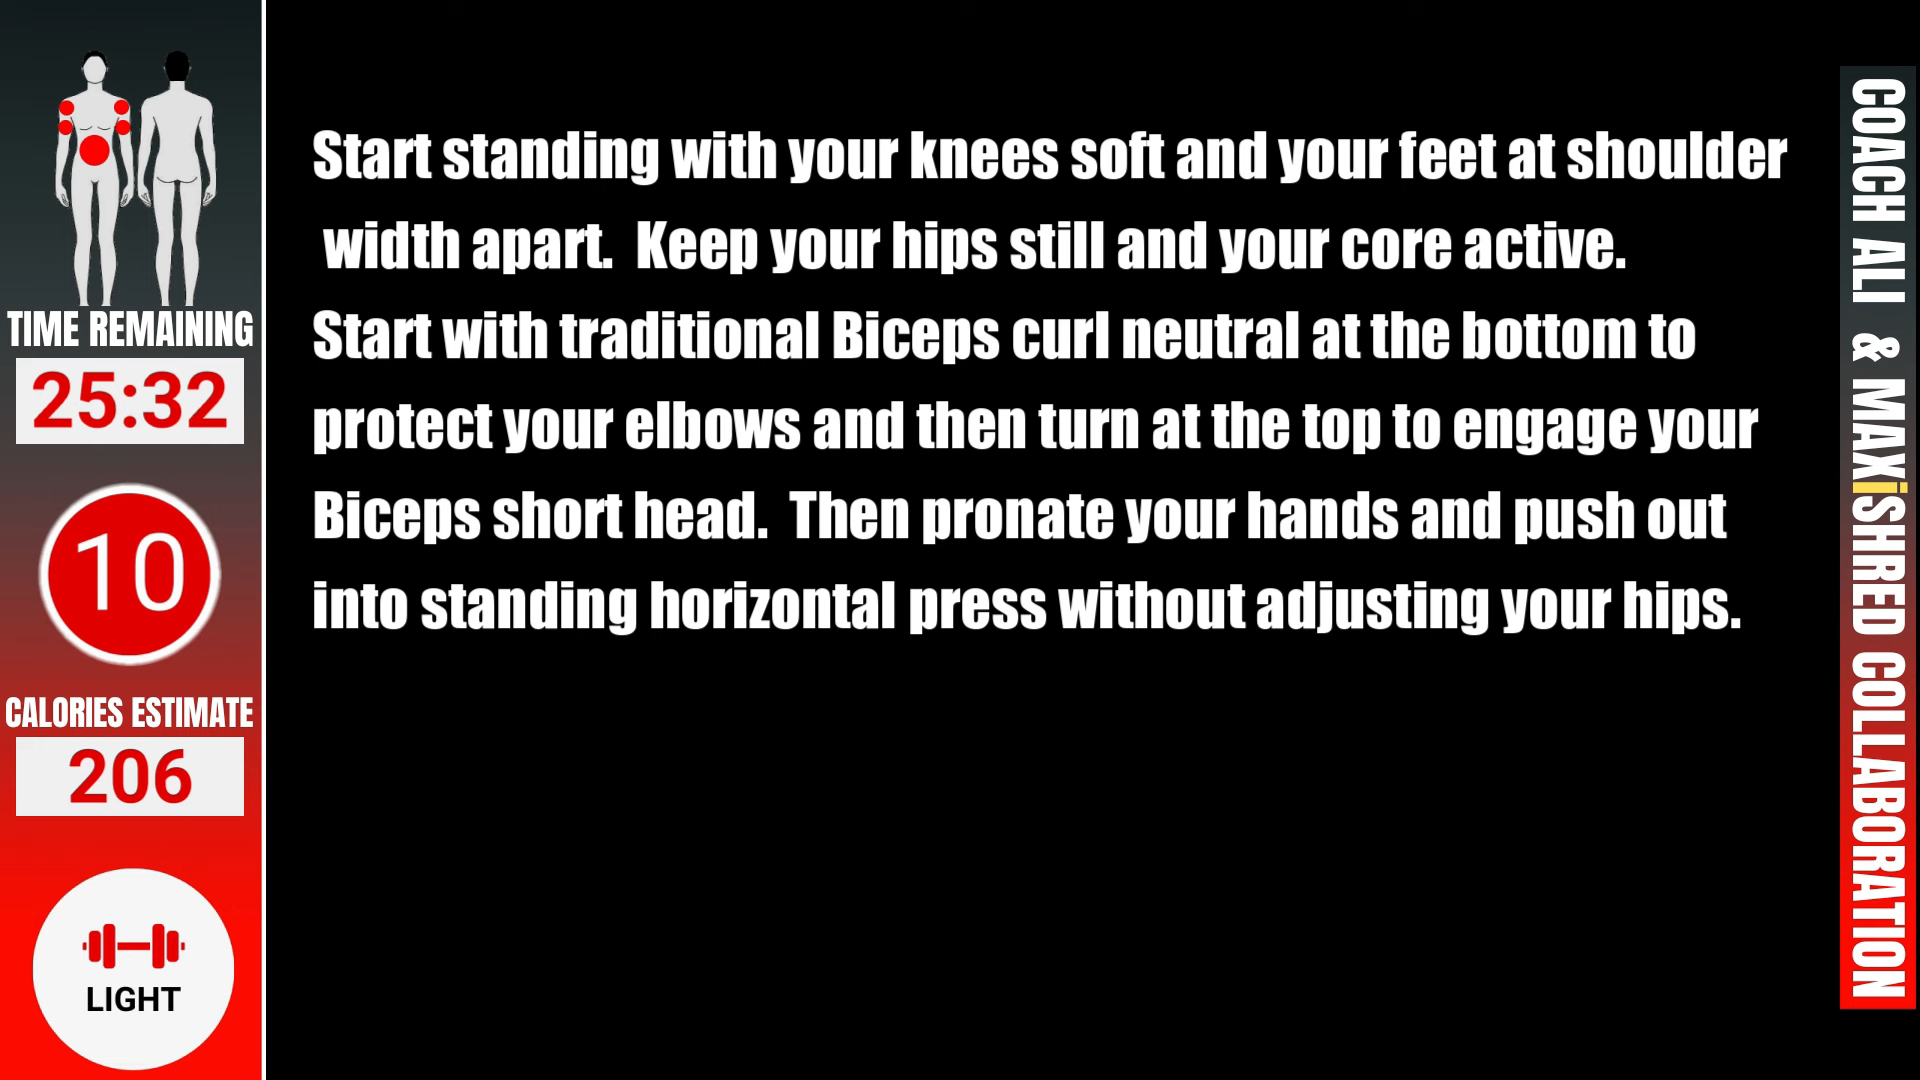 TIME REMAINING
25:32
10
CALORIES ESTIMATE
206
LIGHT
Start standing with your knees soft and your feet at shoulder
width apart.  Keep your hips still and your core active.
Start with traditional Biceps curl neutral at the bottom to
protect your elbows and then turn at the top to engage your
Biceps short head.  Then pronate your hands and push out
into standing horizontal press without adjusting your hips.
COACH ALI & MAXiSHRED COLLABORATION